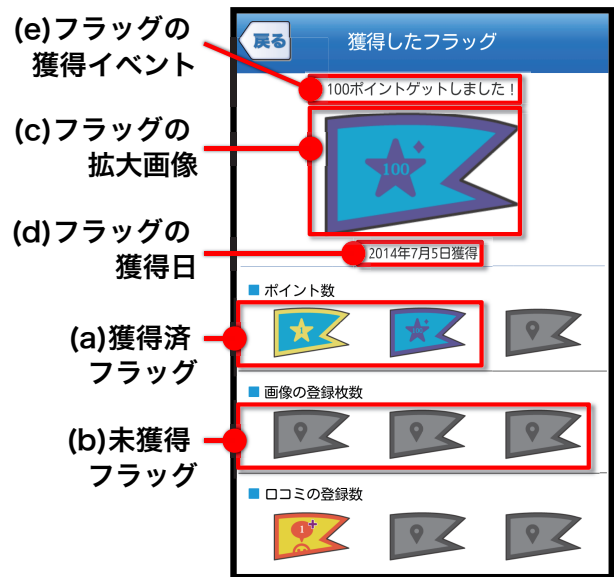 (e)フラッグの
獲得イベント
(c)フラッグの
拡大画像
(d)フラッグの
獲得日
(a)獲得済
フラッグ
(b)未獲得
フラッグ
戻る
獲得したフラッグ
100ポイントゲットしました!
100
2014年7月5日獲得
ポイント数
1
100
画像の登録枚数
口コミの登録数
1